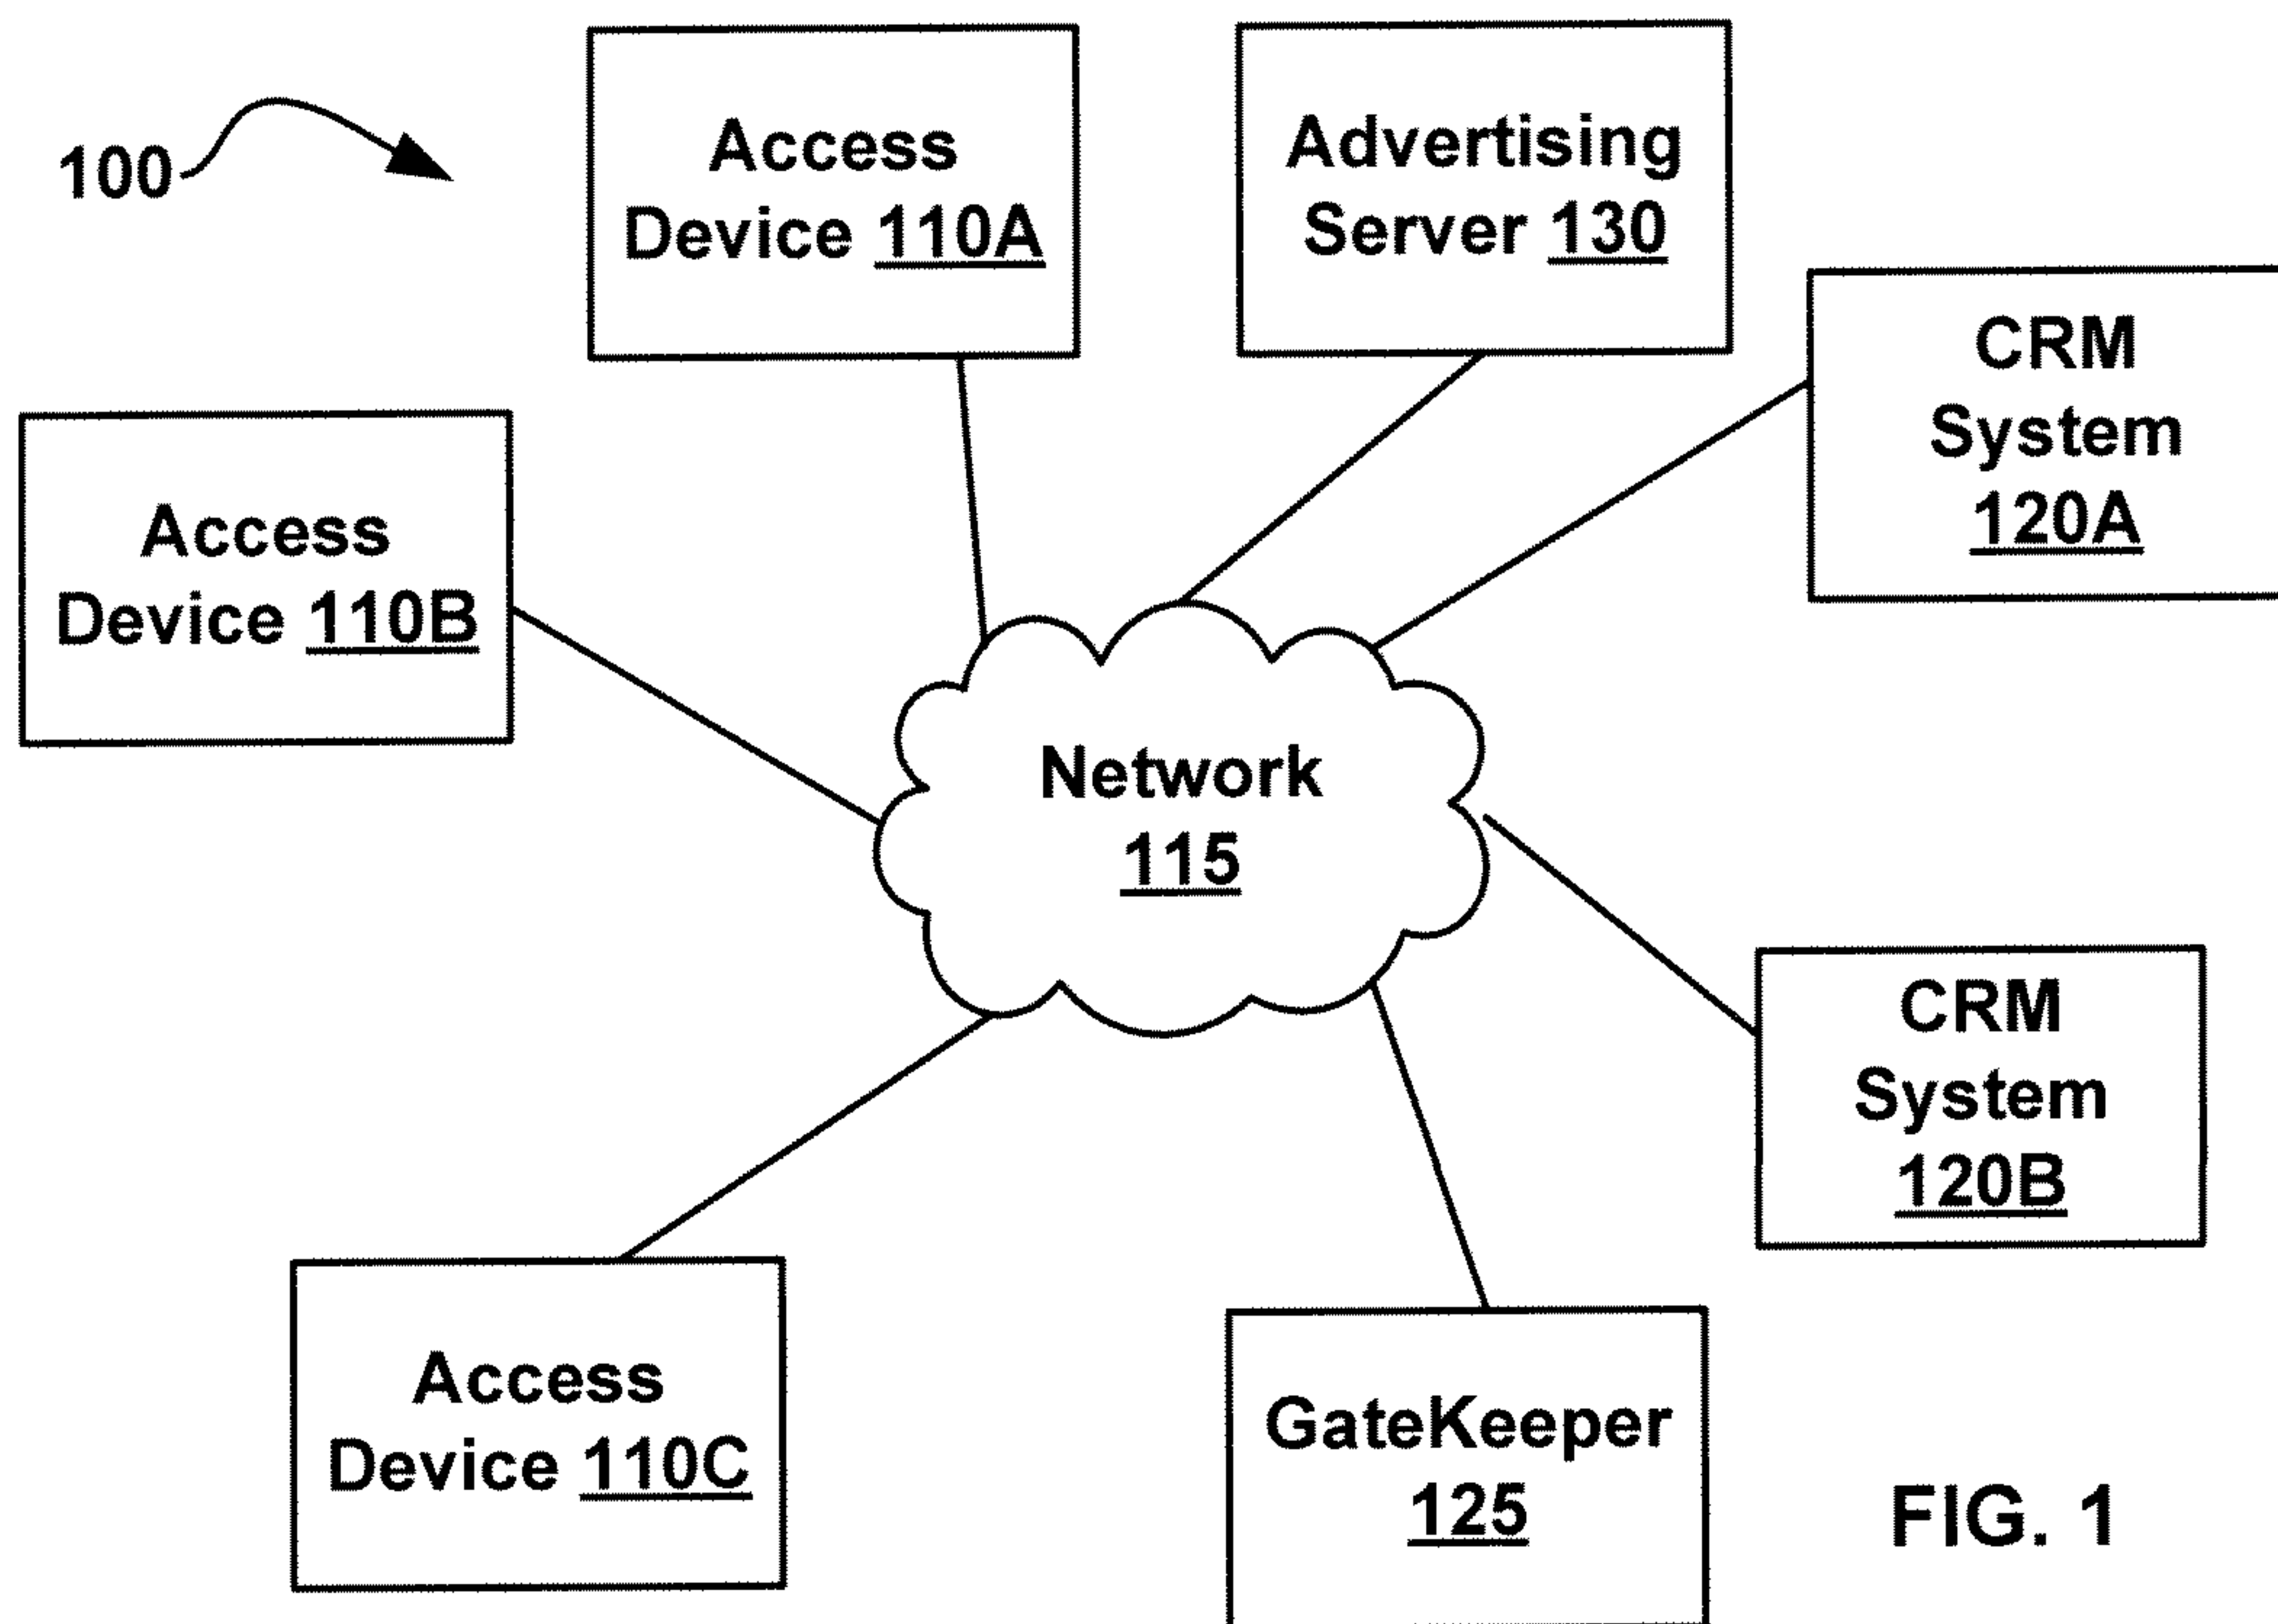 100
Access
Device 110A
Advertising
Server 130
CRM
System
120A
Access
Device 110B
Network
115
CRM
System
120B
Access
Device 110C
GateKeeper
125
FIG. 1